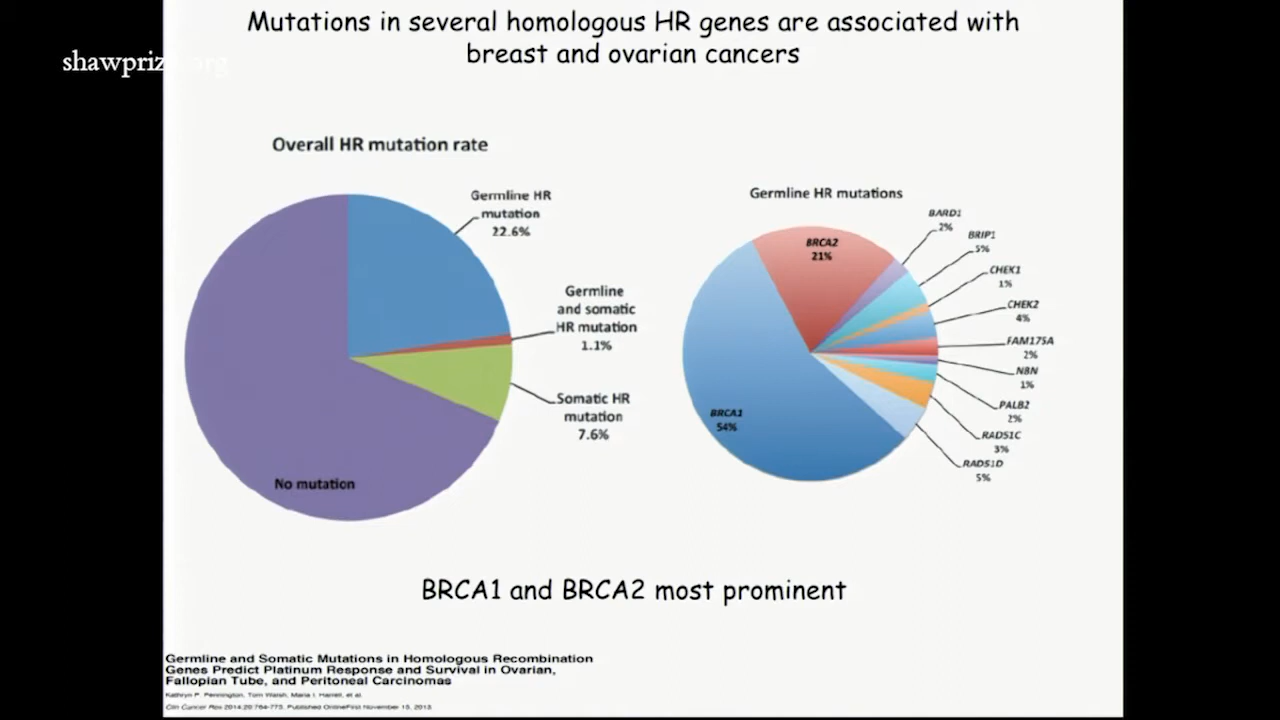 Mutations in several homologous HR genes are associated with
breast and ovarian cancers
shawprize.org
Overall HR mutation rate
Germline HR
mutation
22.6%
Germline
and somatic
HR mutation
1.1%
Somatic HR
mutation
7.6%
No mutation
Germline HR mutations
BRCA2
21%
BARD1
2%
BRIP1
5%
CHEK1
1%
CHEK2
4%
FAM175A
2%
NBN
1%
PALB2
2%
RAD51C
3%
RAD51D
5%
BRCA1
54%
BRCA1 and BRCA2 most prominent
Germline and Somatic Mutations in Homologous Recombination
Genes Predict Platinum Response and Survival in Ovarian,
Fallopian Tube, and Peritoneal Carcinomas
Kathryn P. Pennington, Tom Walsh, Maria I. Harrell, et al.
Clin Cancer Res 2014;20:764-775. Published OnlineFirst November 15, 2013.